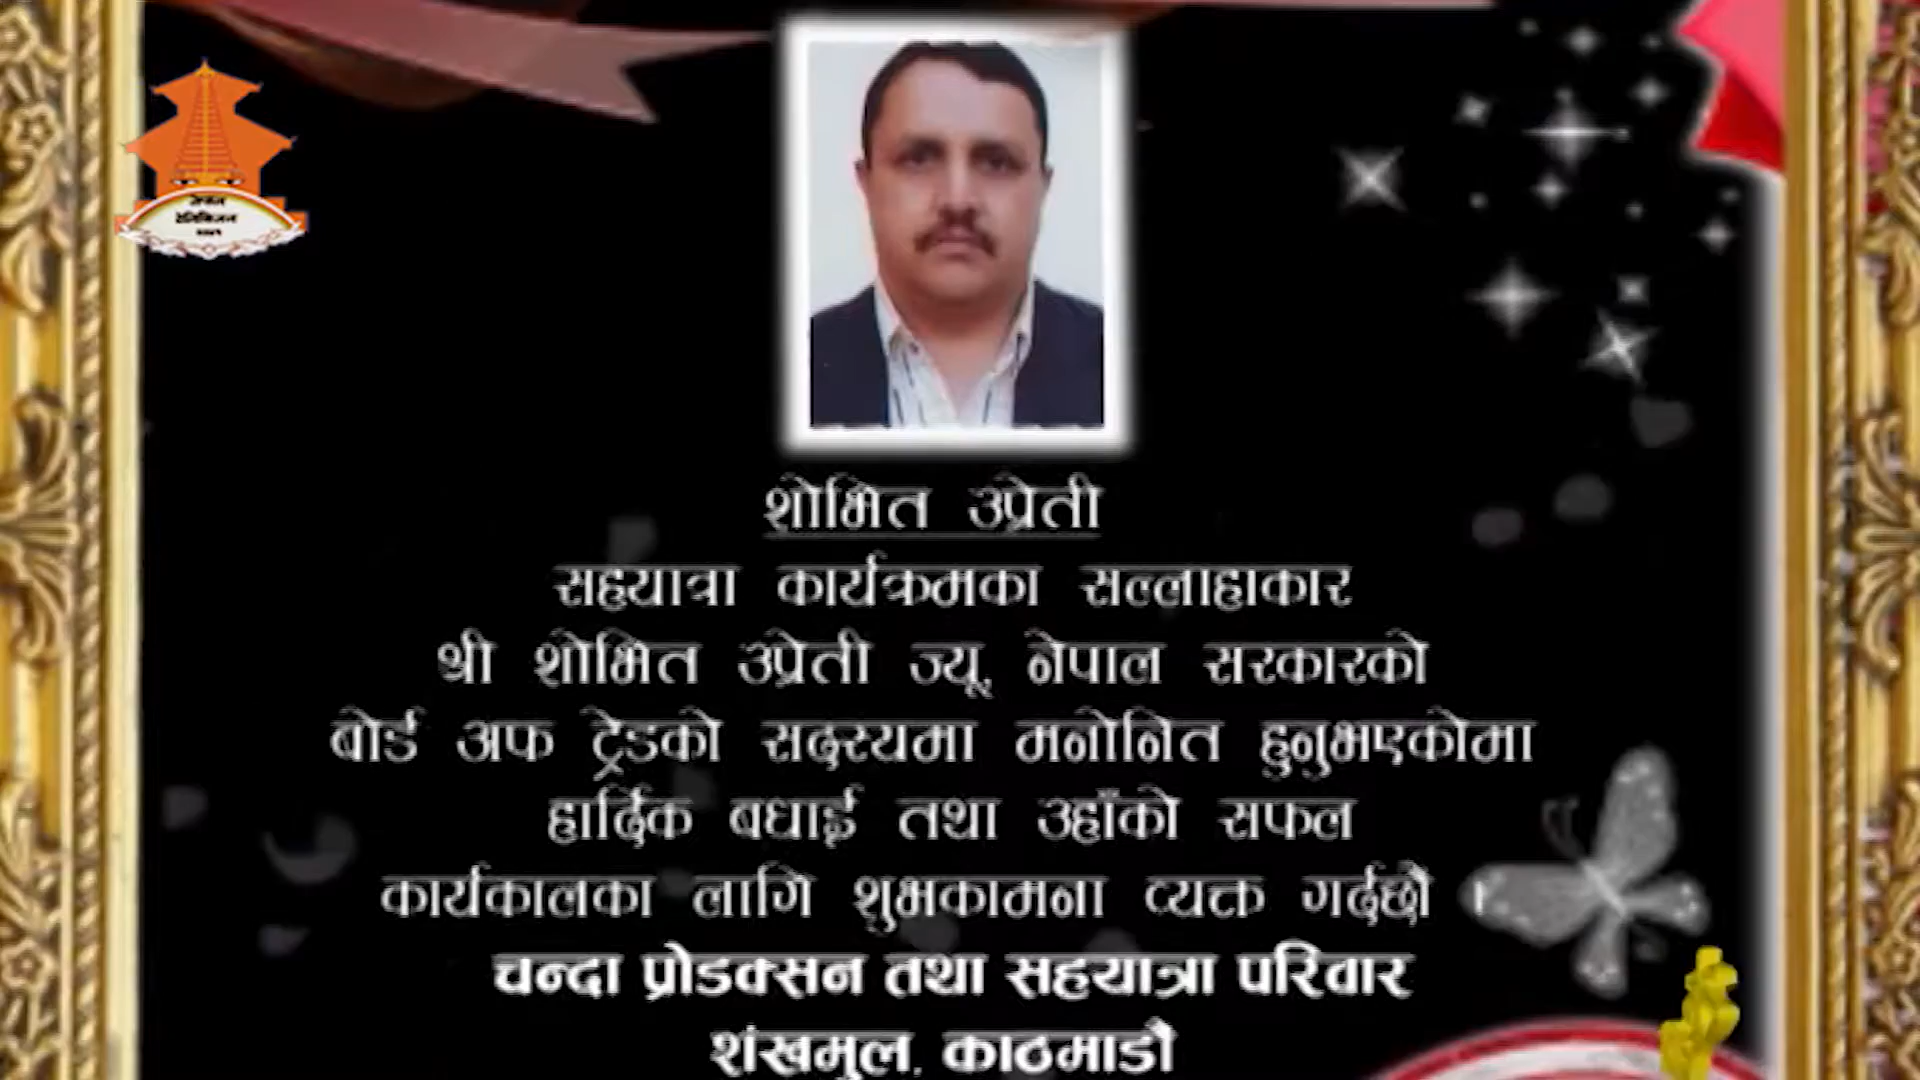 नेपाल
टेलिभिजन
शोभित उप्रेती
सहयात्रा कार्यक्रमका सल्लाहाकार
श्री शोभित उप्रेती ज्यू, नेपाल सरकारको
बोर्ड अफ ट्रेडको सदस्यमा मनोनित हुनुभएकोमा
हार्दिक बधाई तथा उहाँको सफल
कार्यकालका लागि शुभकामना व्यक्त गर्दछौ ।
चन्दा प्रोडक्सन तथा सहयात्रा परिवार
शंखमुल, काठमाडौ